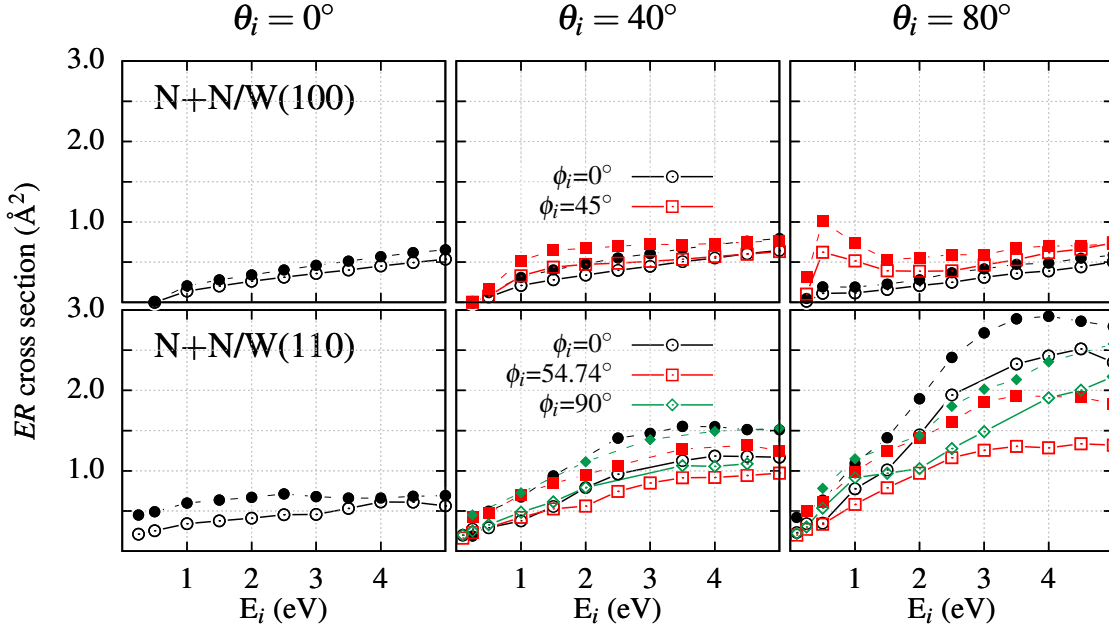 θi = 0° θi = 40° θi = 80°
ER cross section (Å²)
3.0
2.0
1.0
N+N/W(100)
ϕi=0°
ϕi=45°
3.0
2.0
1.0
N+N/W(110)
ϕi=0°
ϕi=54.74°
ϕi=90°
1 2 3 4 1 2 3 4 1 2 3 4
Ei (eV) Ei (eV) Ei (eV)